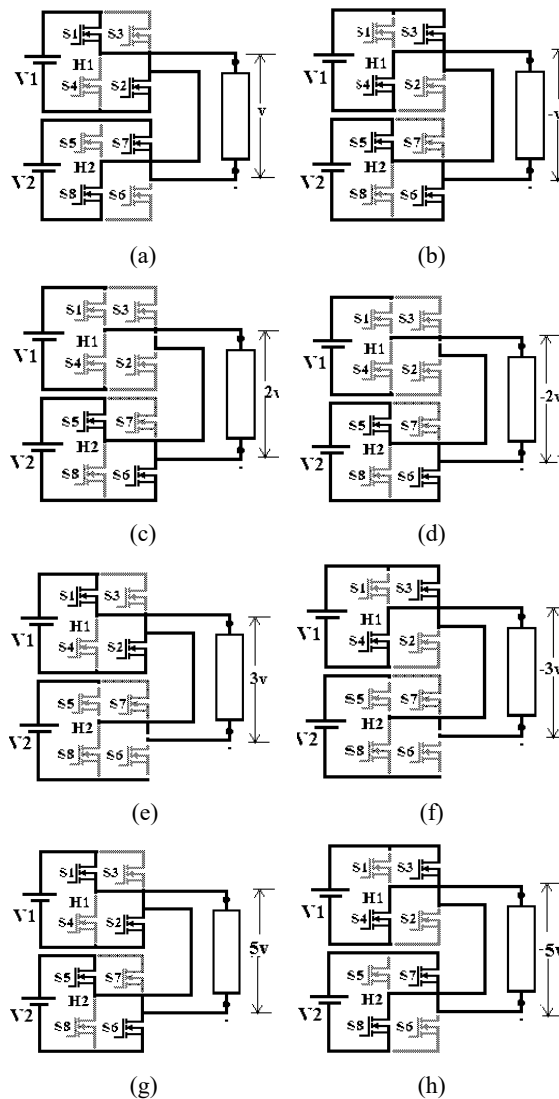 S1 S3
V1 H1
S4 S2
v
S5 S7
V2 H2
S8 S6
(a)
S1 S3
V1 H1
S4 S2
-v
S5 S7
V2 H2
S8 S6
(b)
S1 S3
V1 H1
S4 S2
2v
S5 S7
V2 H2
S8 S6
(c)
S1 S3
V1 H1
S4 S2
-2v
S5 S7
V2 H2
S8 S6
(d)
S1 S3
V1 H1
S4 S2
3v
S5 S7
V2 H2
S8 S6
(e)
S1 S3
V1 H1
S4 S2
-3v
S5 S7
V2 H2
S8 S6
(f)
S1 S3
V1 H1
S4 S2
5v
S5 S7
V2 H2
S8 S6
(g)
S1 S3
V1 H1
S4 S2
-5v
S5 S7
V2 H2
S8 S6
(h)